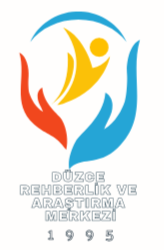 DÜZCE
REHBERLİK VE
ARAŞTIRMA
MERKEZİ
1995